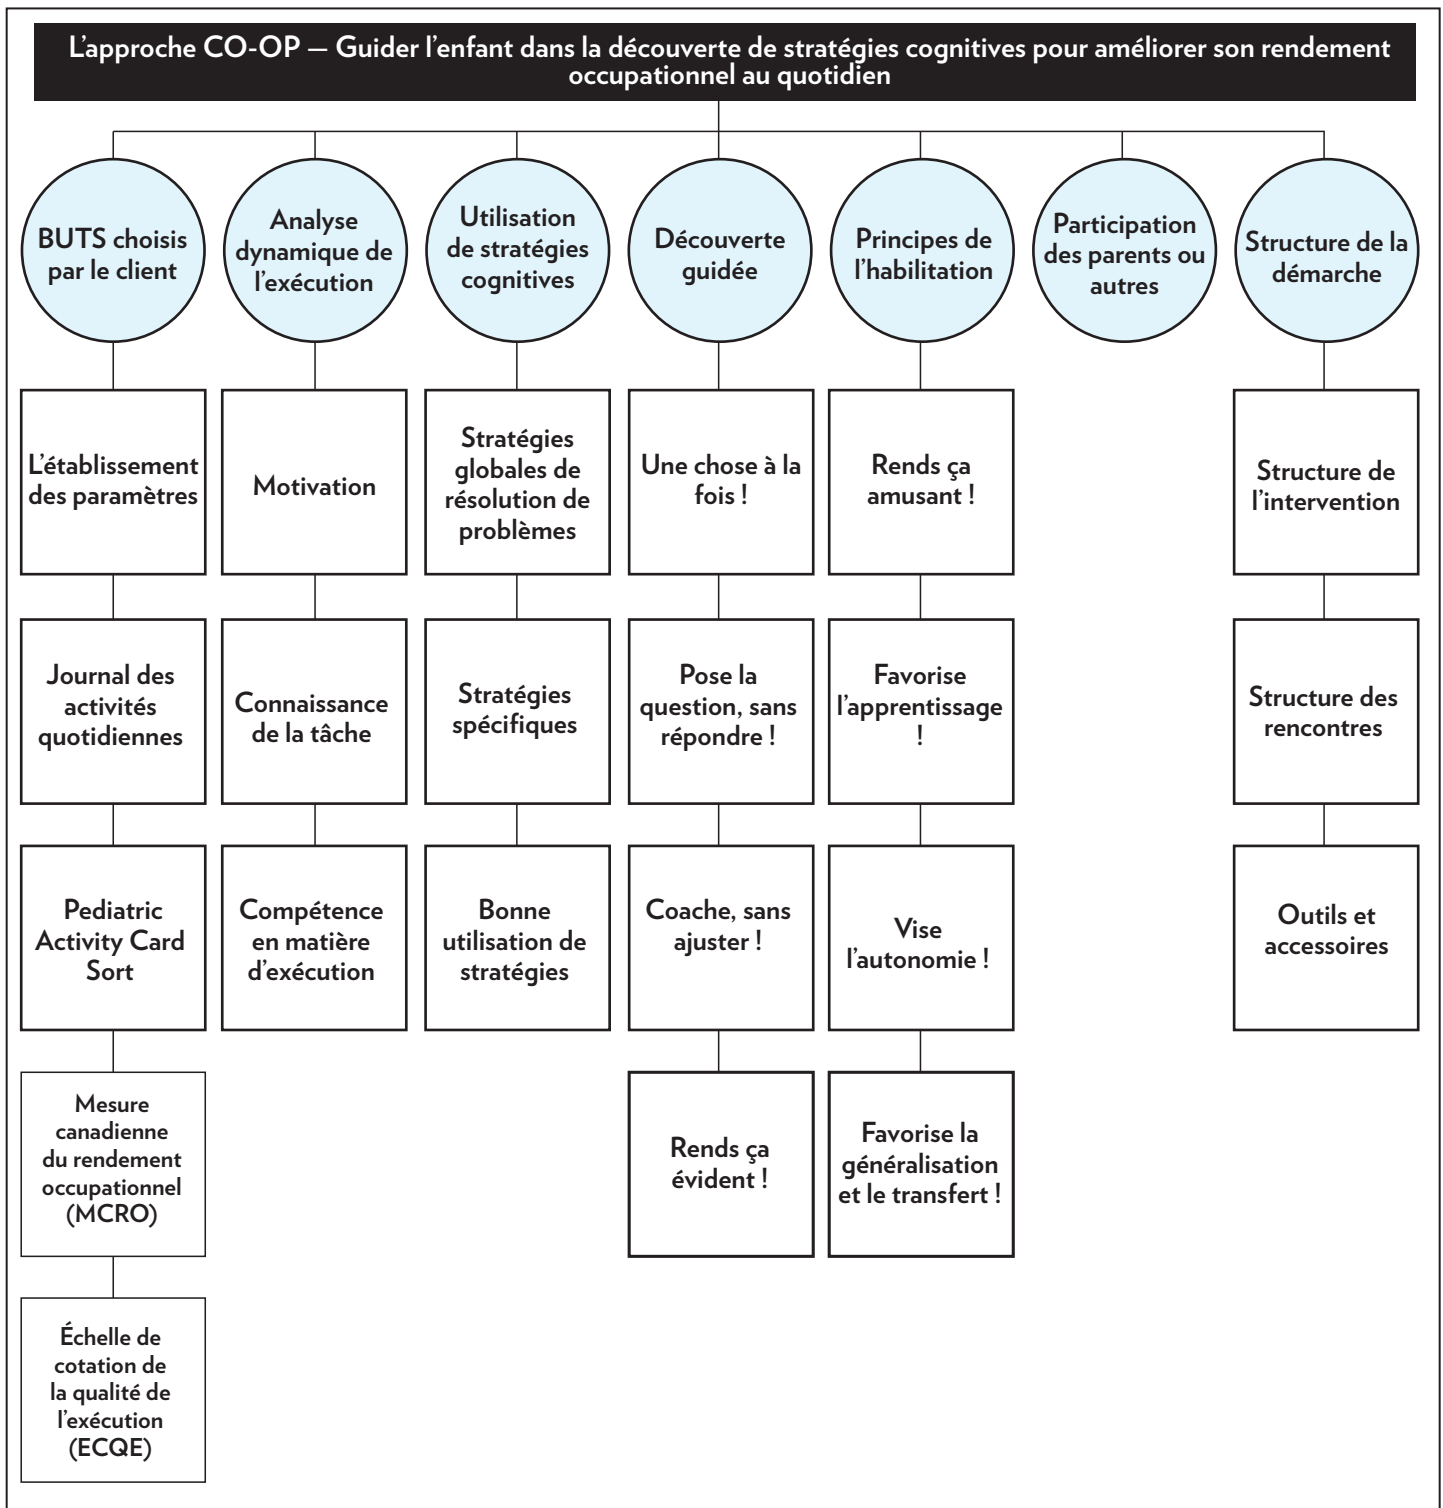 L'approche CO-OP — Guider l'enfant dans la découverte de stratégies cognitives pour améliorer son rendement
occupationnel au quotidien
BUTS choisis
par le client
Analyse
dynamique de
l'exécution
Utilisation
de stratégies
cognitives
Découverte
guidée
Principes de
l'habilitation
Participation
des parents ou
autres
Structure de la
démarche
L'établissement
des paramètres
Motivation
Stratégies
globales de
résolution de
problèmes
Une chose à la
fois !
Rends ça
amusant !
Structure de
l'intervention
Journal des
activités
quotidiennes
Connaissance
de la tâche
Stratégies
spécifiques
Pose la
question, sans
répondre !
Favorise
l'apprentissage
!
Structure des
rencontres
Pediatric
Activity Card
Sort
Compétence
en matière
d'exécution
Bonne
utilisation de
stratégies
Coache, sans
ajuster !
Vise
l'autonomie !
Outils et
accessoires
Mesure
canadienne
du rendement
occupationnel
(MCRO)
Rends ça
évident !
Favorise la
généralisation
et le transfert !
Échelle de
cotation de
la qualité de
l'exécution
(ECQE)